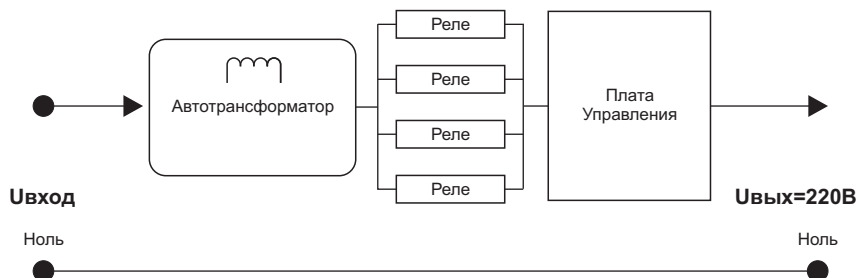 Реле
Реле
Автотрансформатор
Плата
Управления
Реле
Реле
Uвход
Uвых=220В
Ноль
Ноль